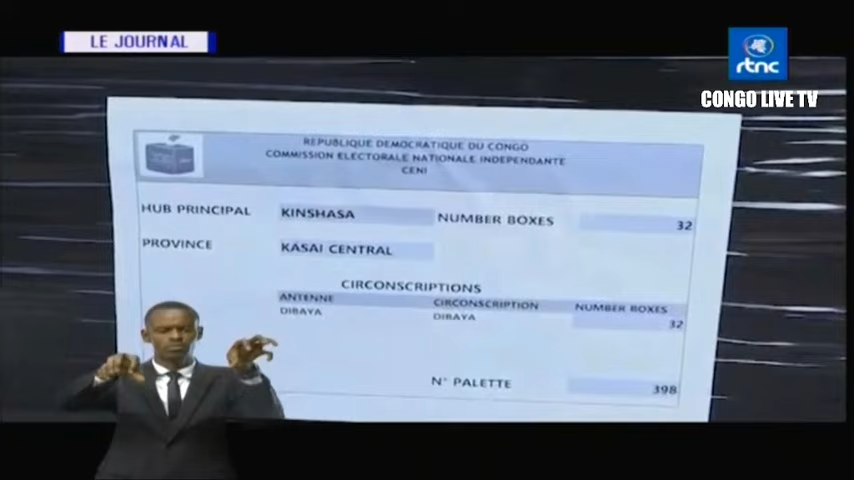 LE JOURNAL
rtnc
CONGO LIVE TV
REPUBLIQUE DEMOCRATIQUE DU CONGO
COMMISSION ELECTORALE NATIONALE INDEPENDANTE
CENI
HUB PRINCIPAL KINSHASA NUMBER BOXES 32
PROVINCE KASAI CENTRAL
CIRCONSCRIPTIONS
ANTENNE CIRCONSCRIPTION NUMBER BOXES
DIBAYA DIBAYA 32
N° PALETTE 398